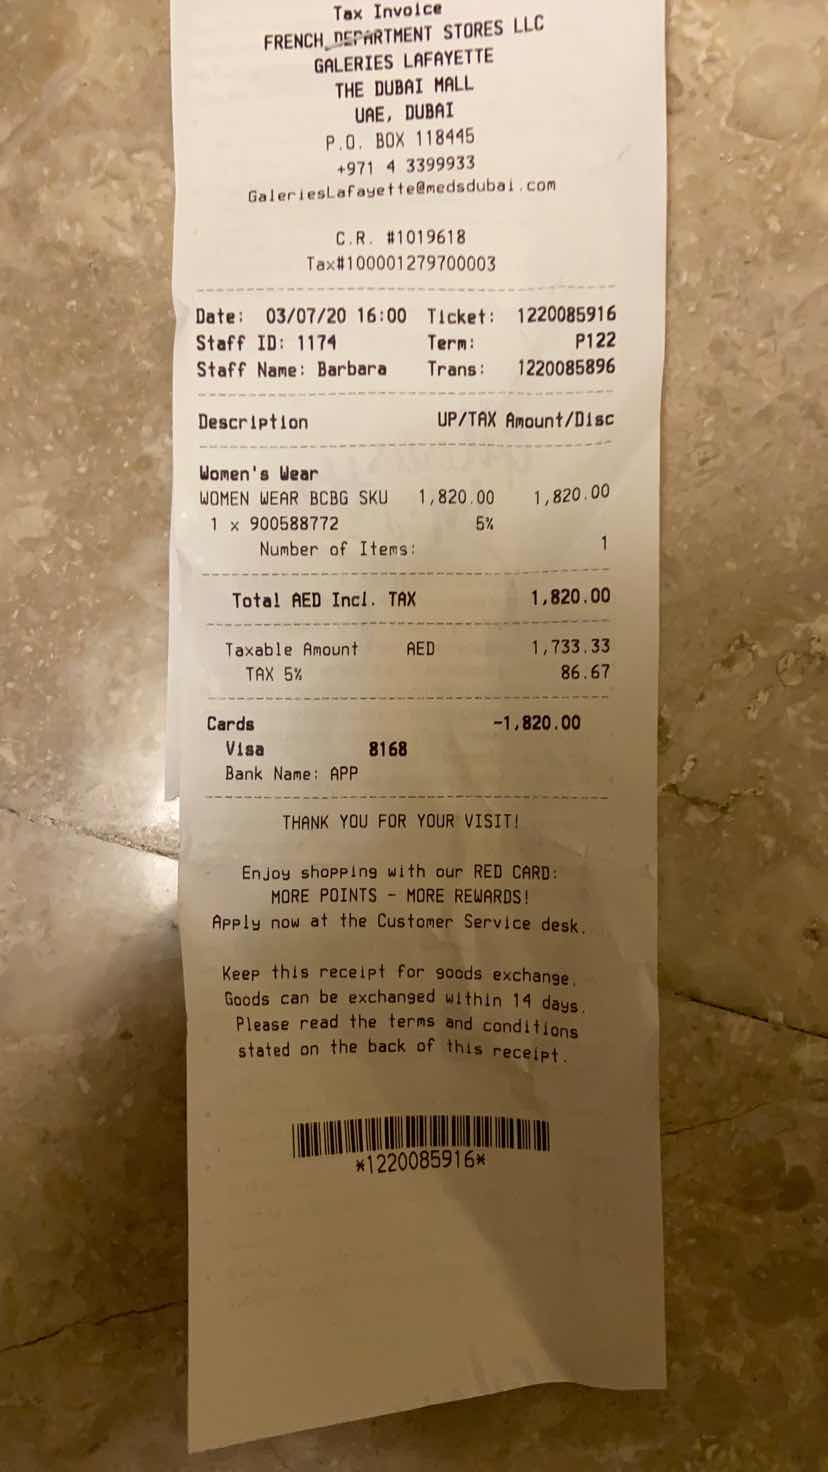 Tax Invoice
FRENCH DEPARTMENT STORES LLC
GALERIES LAFAYETTE
THE DUBAI MALL
UAE, DUBAI
P.O. BOX 118445
+971 4 3399933
GaleriesLafayette@medsdubai.com
C.R. #1019618
Tax#100001279700003
Date: 03/07/20 16:00 Ticket: 1220085916
Staff ID: 1174 Term: P122
Staff Name: Barbara Trans: 1220085896
Description UP/TAX Amount/Disc
Women's Wear
WOMEN WEAR BCBG SKU 1,820.00 1,820.00
1 x 900588772 5%
Number of Items: 1
Total AED Incl. TAX 1,820.00
Taxable Amount AED 1,733.33
TAX 5% 86.67
Cards -1,820.00
Visa 8168
Bank Name: APP
THANK YOU FOR YOUR VISIT!
Enjoy shopping with our RED CARD:
MORE POINTS - MORE REWARDS!
Apply now at the Customer Service desk.
Keep this receipt for goods exchange.
Goods can be exchanged within 14 days.
Please read the terms and conditions
stated on the back of this receipt.
*1220085916*